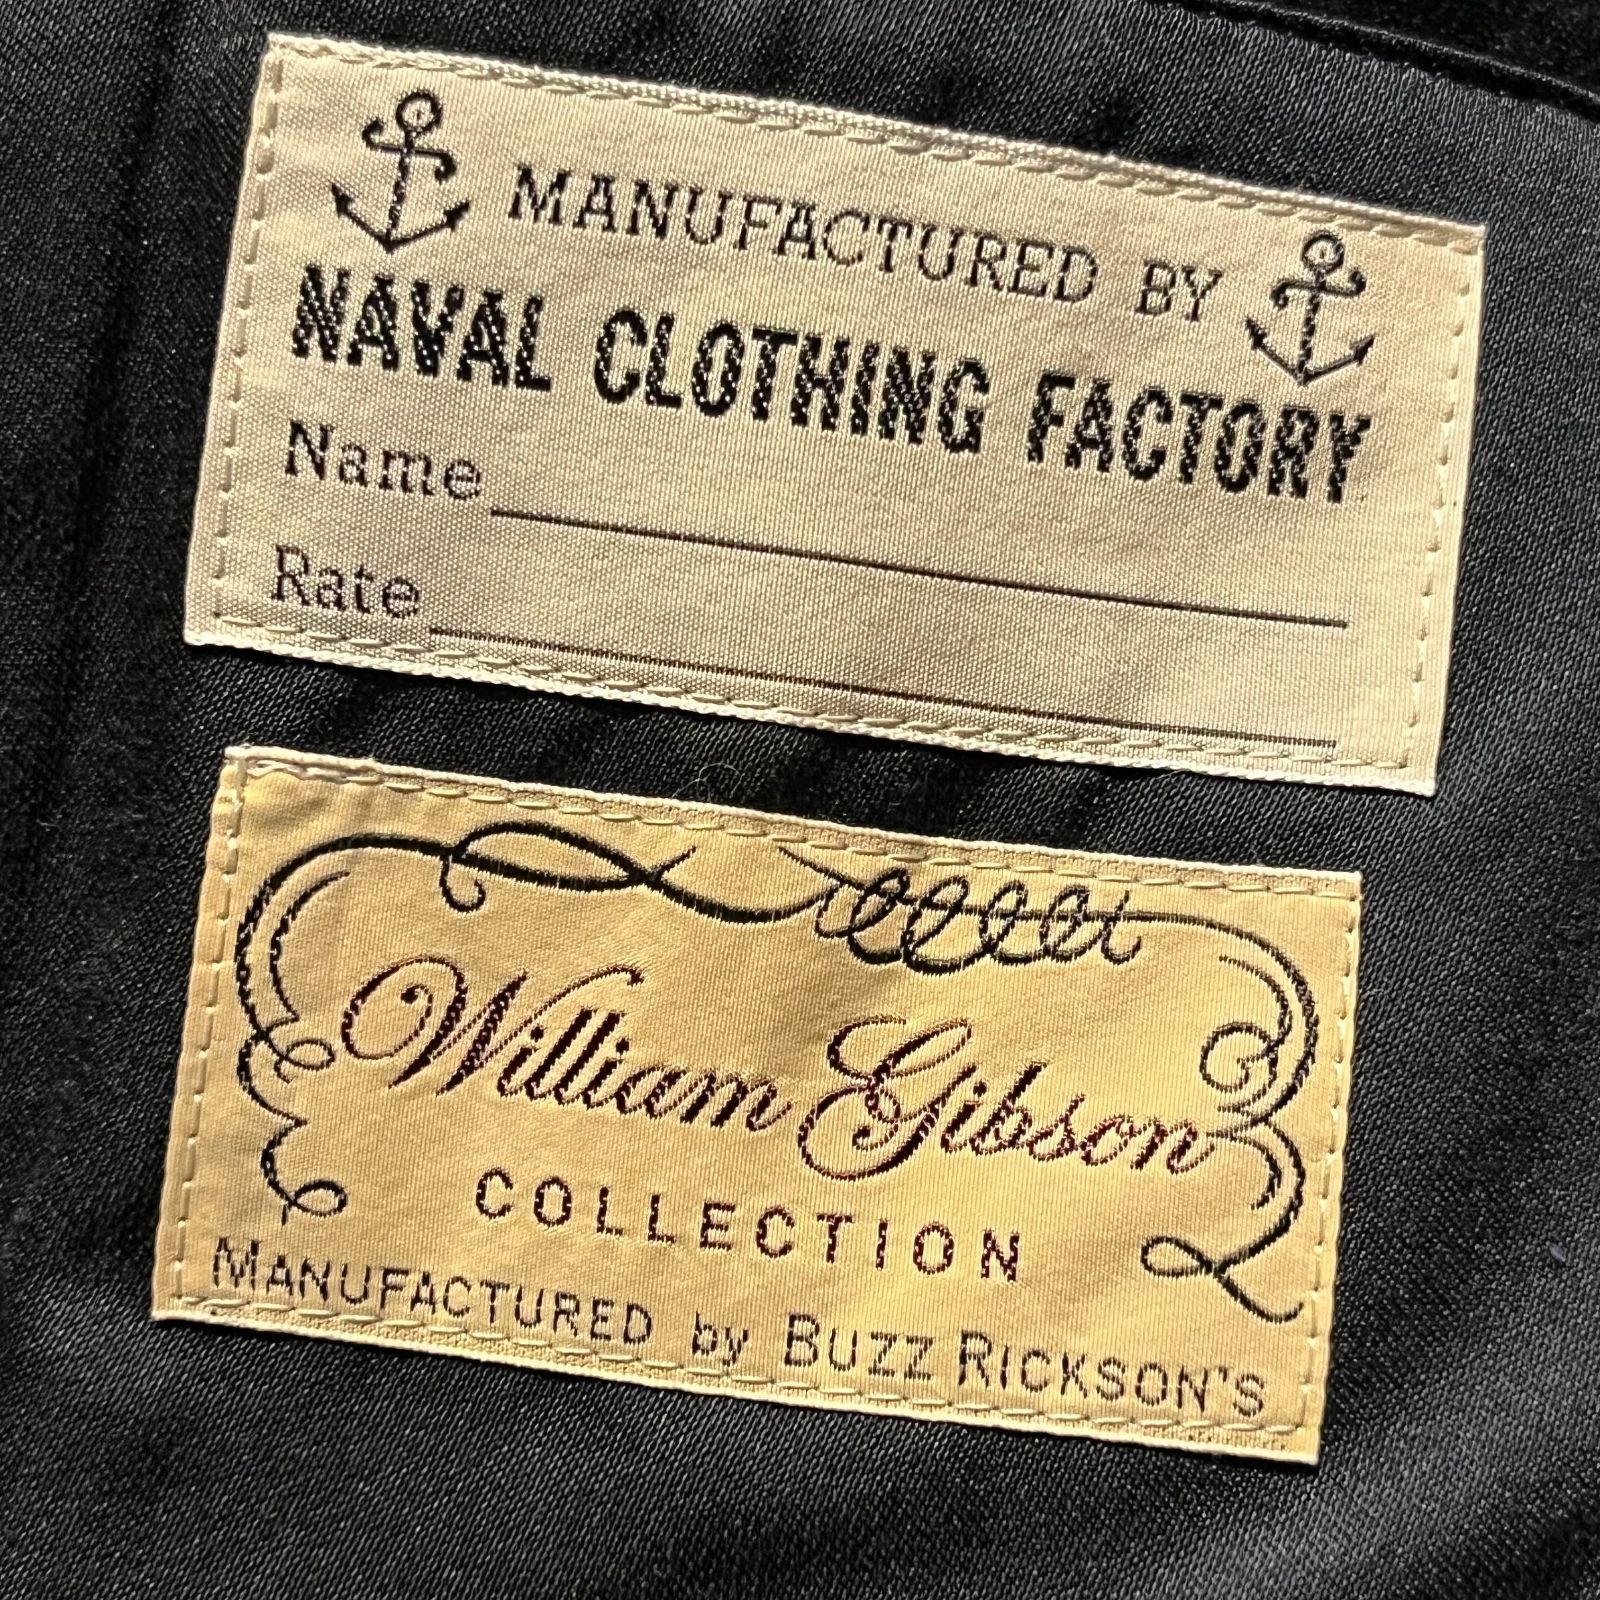 MANUFACTURED BY
NAVAL CLOTHING FACTORY
Name
Rate
William Gibson
COLLECTION
MANUFACTURED by BUZZ RICKSON'S